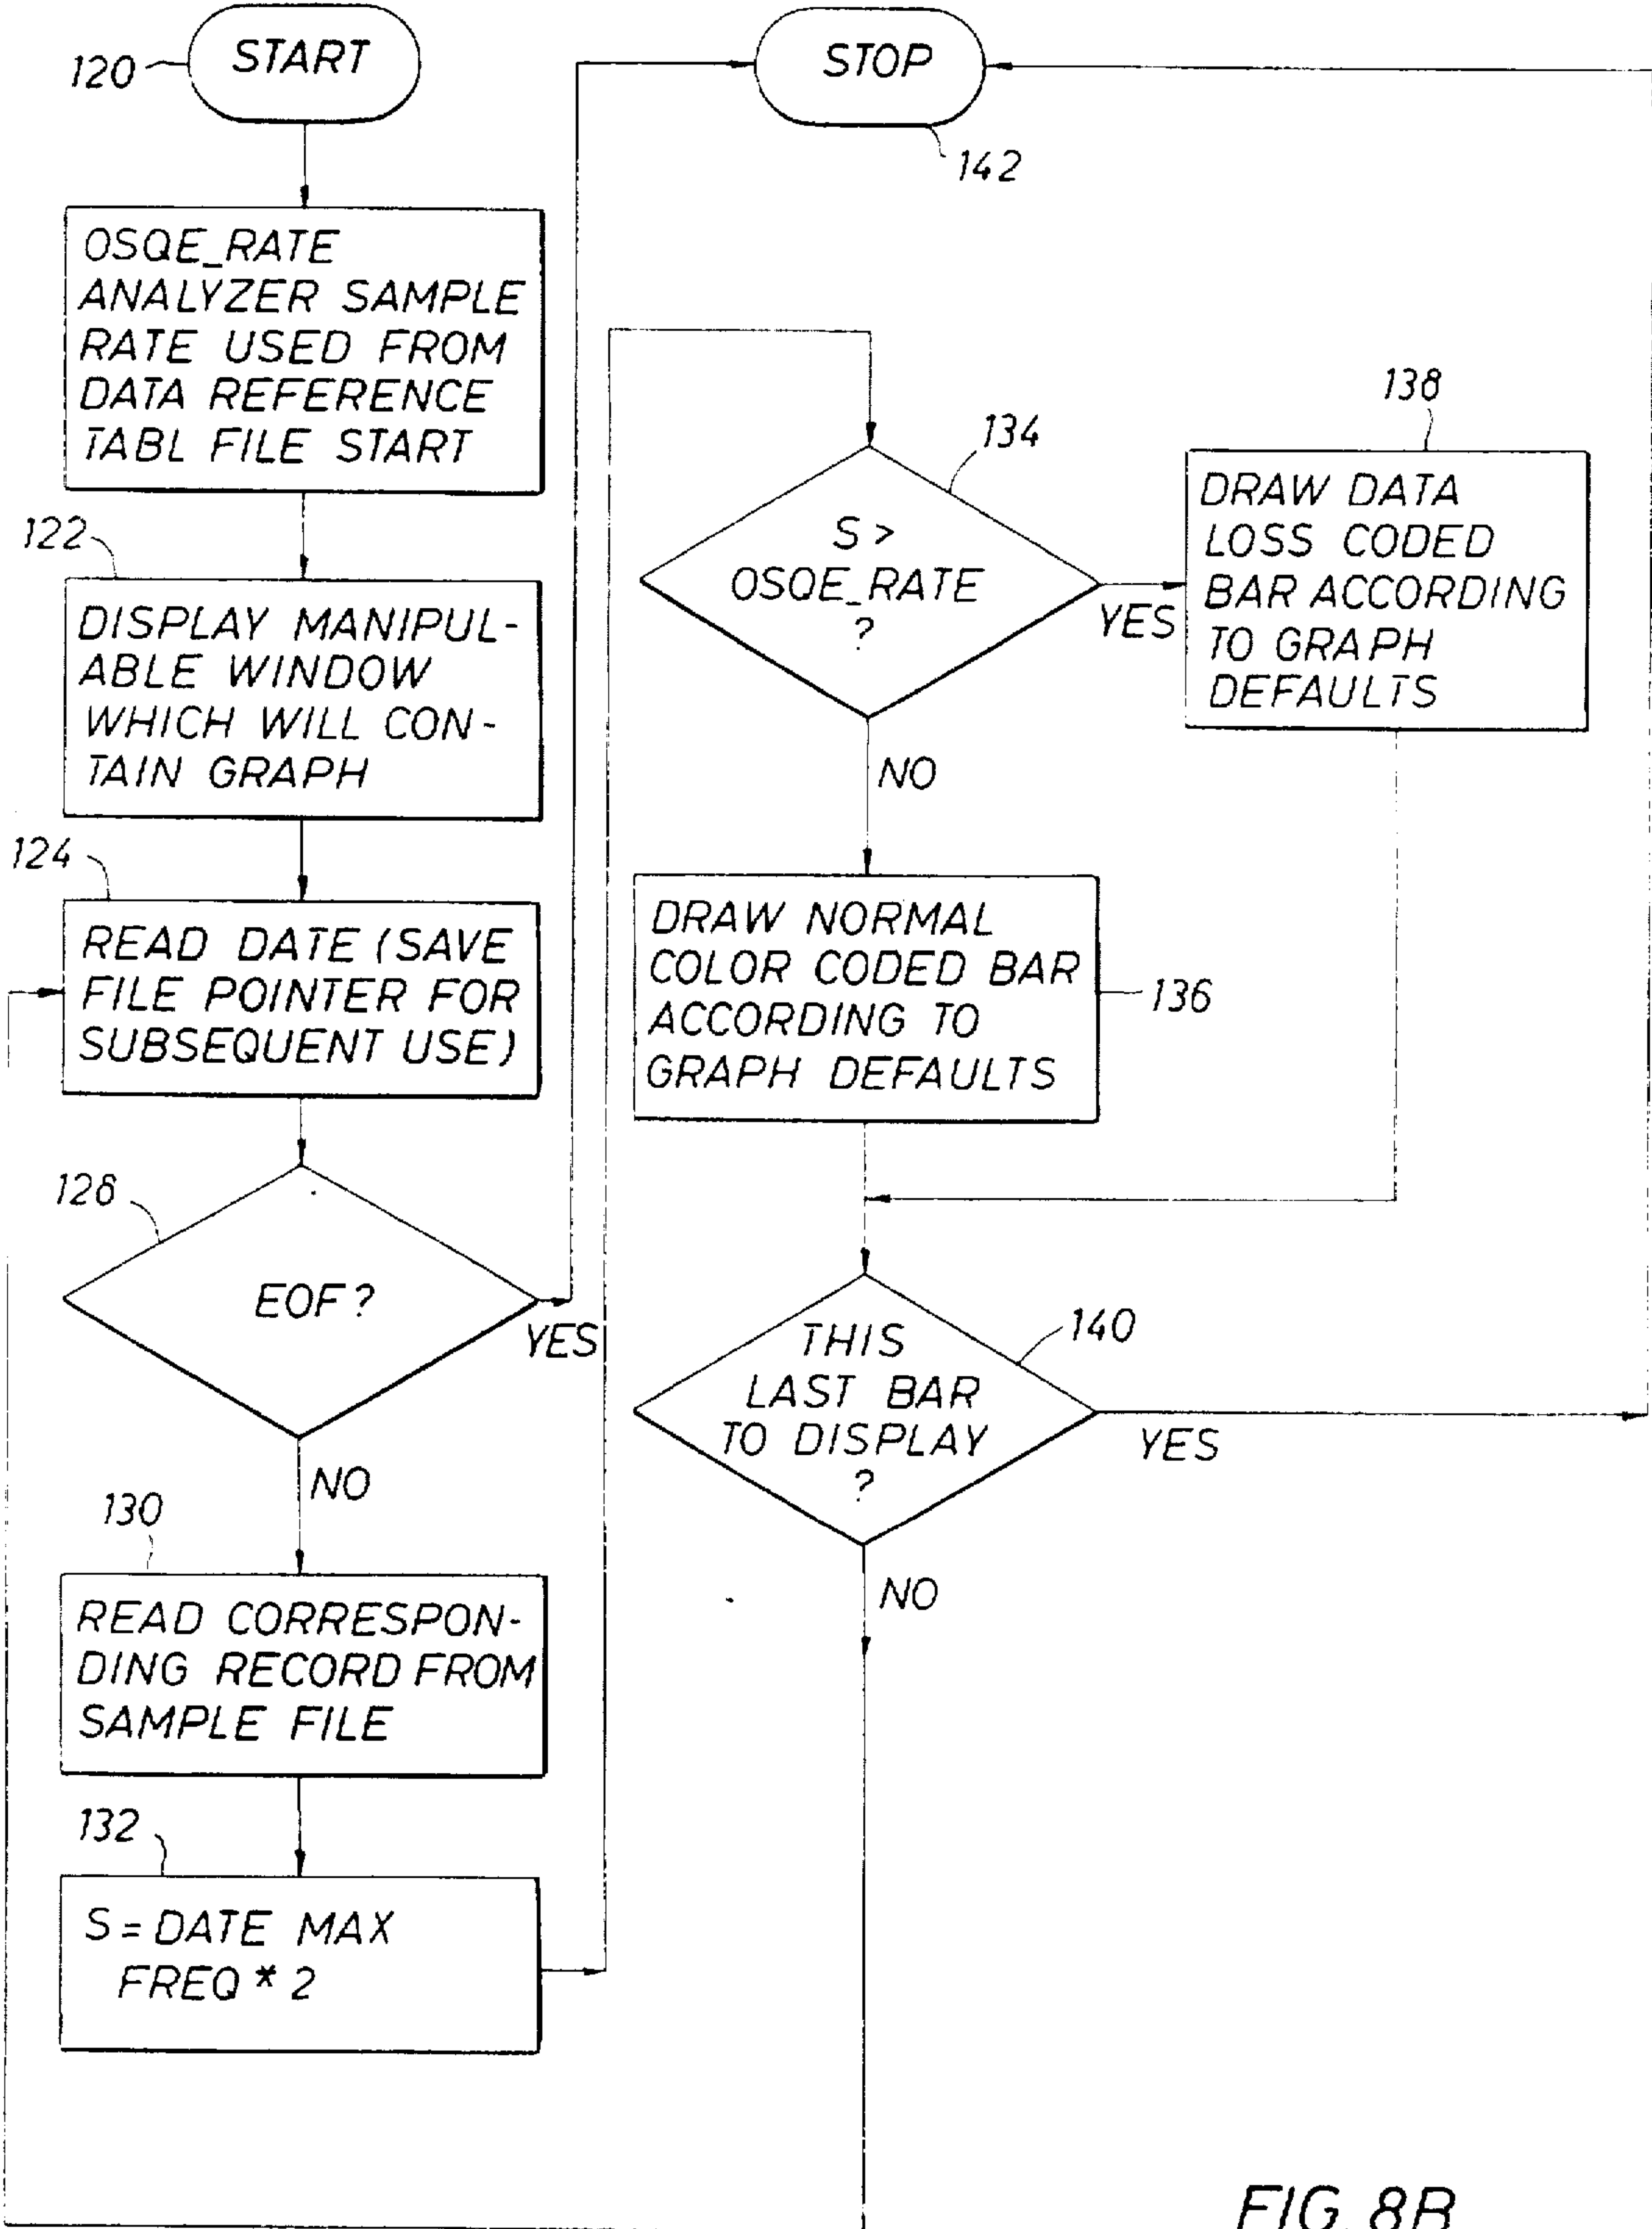 120
START
OSQE_RATE
ANALYZER SAMPLE
RATE USED FROM
DATA REFERENCE
TABL FILE START
122
DISPLAY MANIPUL-
ABLE WINDOW
WHICH WILL CON-
TAIN GRAPH
124
READ DATE (SAVE
FILE POINTER FOR
SUBSEQUENT USE)
128
EOF?
YES
NO
130
READ CORRESPON-
DING RECORD FROM
SAMPLE FILE
132
S = DATE MAX
FREQ * 2
STOP
142
134
S >
OSQE_RATE
?
YES
NO
138
DRAW DATA
LOSS CODED
BAR ACCORDING
TO GRAPH
DEFAULTS
DRAW NORMAL
COLOR CODED BAR
ACCORDING TO
GRAPH DEFAULTS
136
THIS
LAST BAR
TO DISPLAY
?
140
YES
NO
FIG. 8B